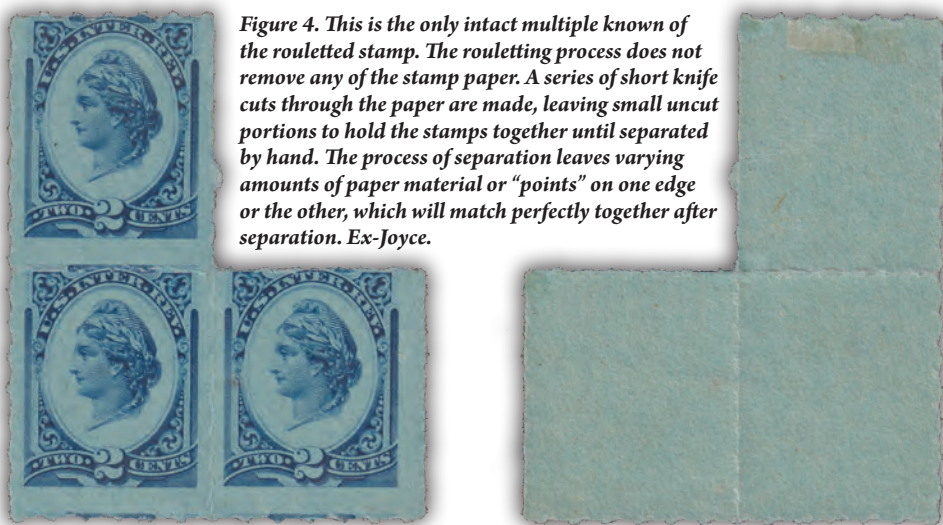 Figure 4. This is the only intact multiple known of
the rouletted stamp. The rouletting process does not
remove any of the stamp paper. A series of short knife
cuts through the paper are made, leaving small uncut
portions to hold the stamps together until separated
by hand. The process of separation leaves varying
amounts of paper material or “points” on one edge
or the other, which will match perfectly together after
separation. Ex-Joyce.
U.S. INTER. REV.
TWO 2 CENTS
U.S. INTER. REV.
TWO 2 CENTS
U.S. INTER. REV.
TWO 2 CENTS